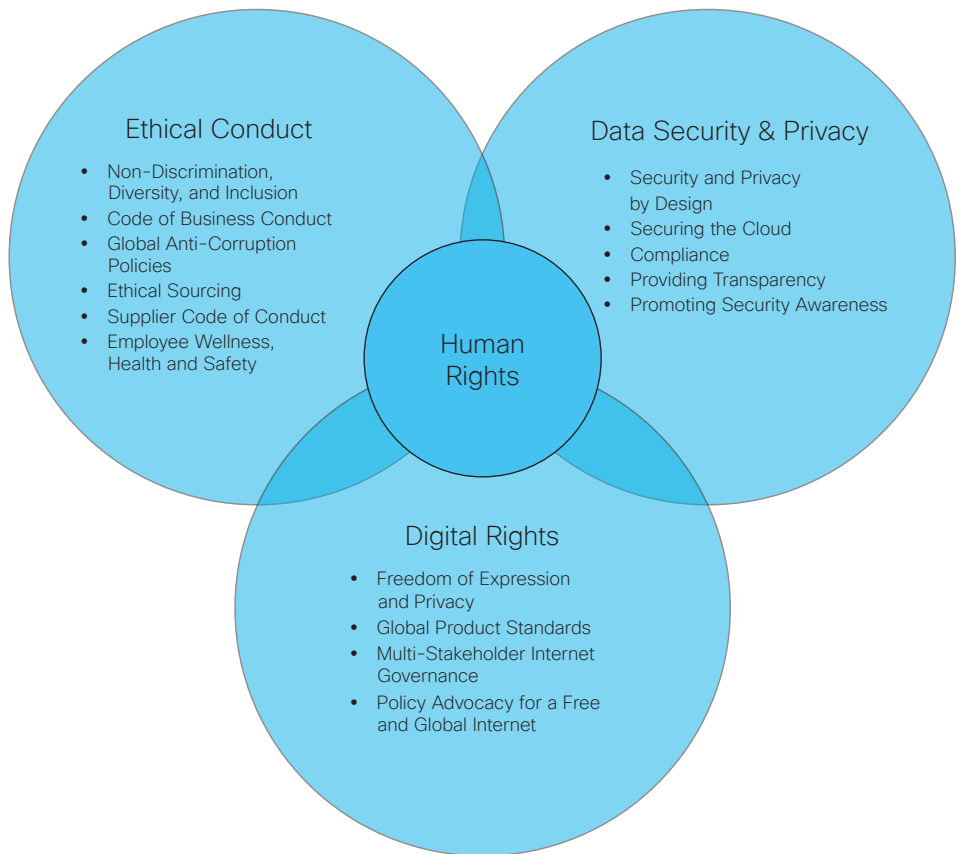 Ethical Conduct
• Non-Discrimination,
Diversity, and Inclusion
• Code of Business Conduct
• Global Anti-Corruption
Policies
• Ethical Sourcing
• Supplier Code of Conduct
• Employee Wellness,
Health and Safety
Data Security & Privacy
• Security and Privacy
by Design
• Securing the Cloud
• Compliance
• Providing Transparency
• Promoting Security Awareness
Human
Rights
Digital Rights
• Freedom of Expression
and Privacy
• Global Product Standards
• Multi-Stakeholder Internet
Governance
• Policy Advocacy for a Free
and Global Internet